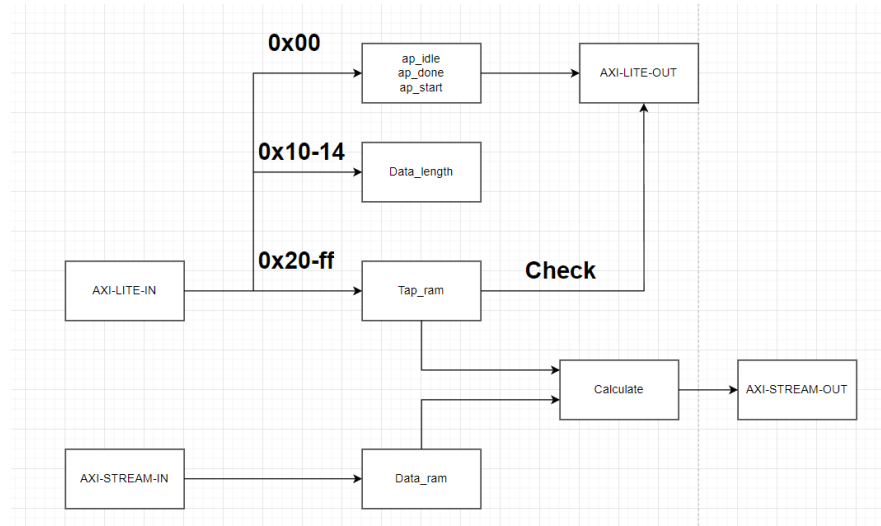 0x00
ap_idle
ap_done
ap_start
AXI-LITE-OUT
0x10-14
Data_length
0x20-ff
Check
AXI-LITE-IN
Tap_ram
Calculate
AXI-STREAM-OUT
AXI-STREAM-IN
Data_ram